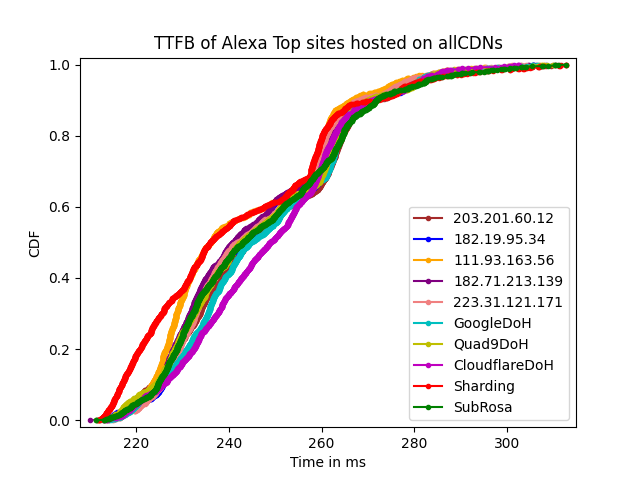 TTFB of Alexa Top sites hosted on allCDNs
1.0
0.8
0.6
0.4
0.2
0.0
CDF
220
240
260
280
300
Time in ms
203.201.60.12
182.19.95.34
111.93.163.56
182.71.213.139
223.31.121.171
GoogleDoH
Quad9DoH
CloudflareDoH
Sharding
SubRosa